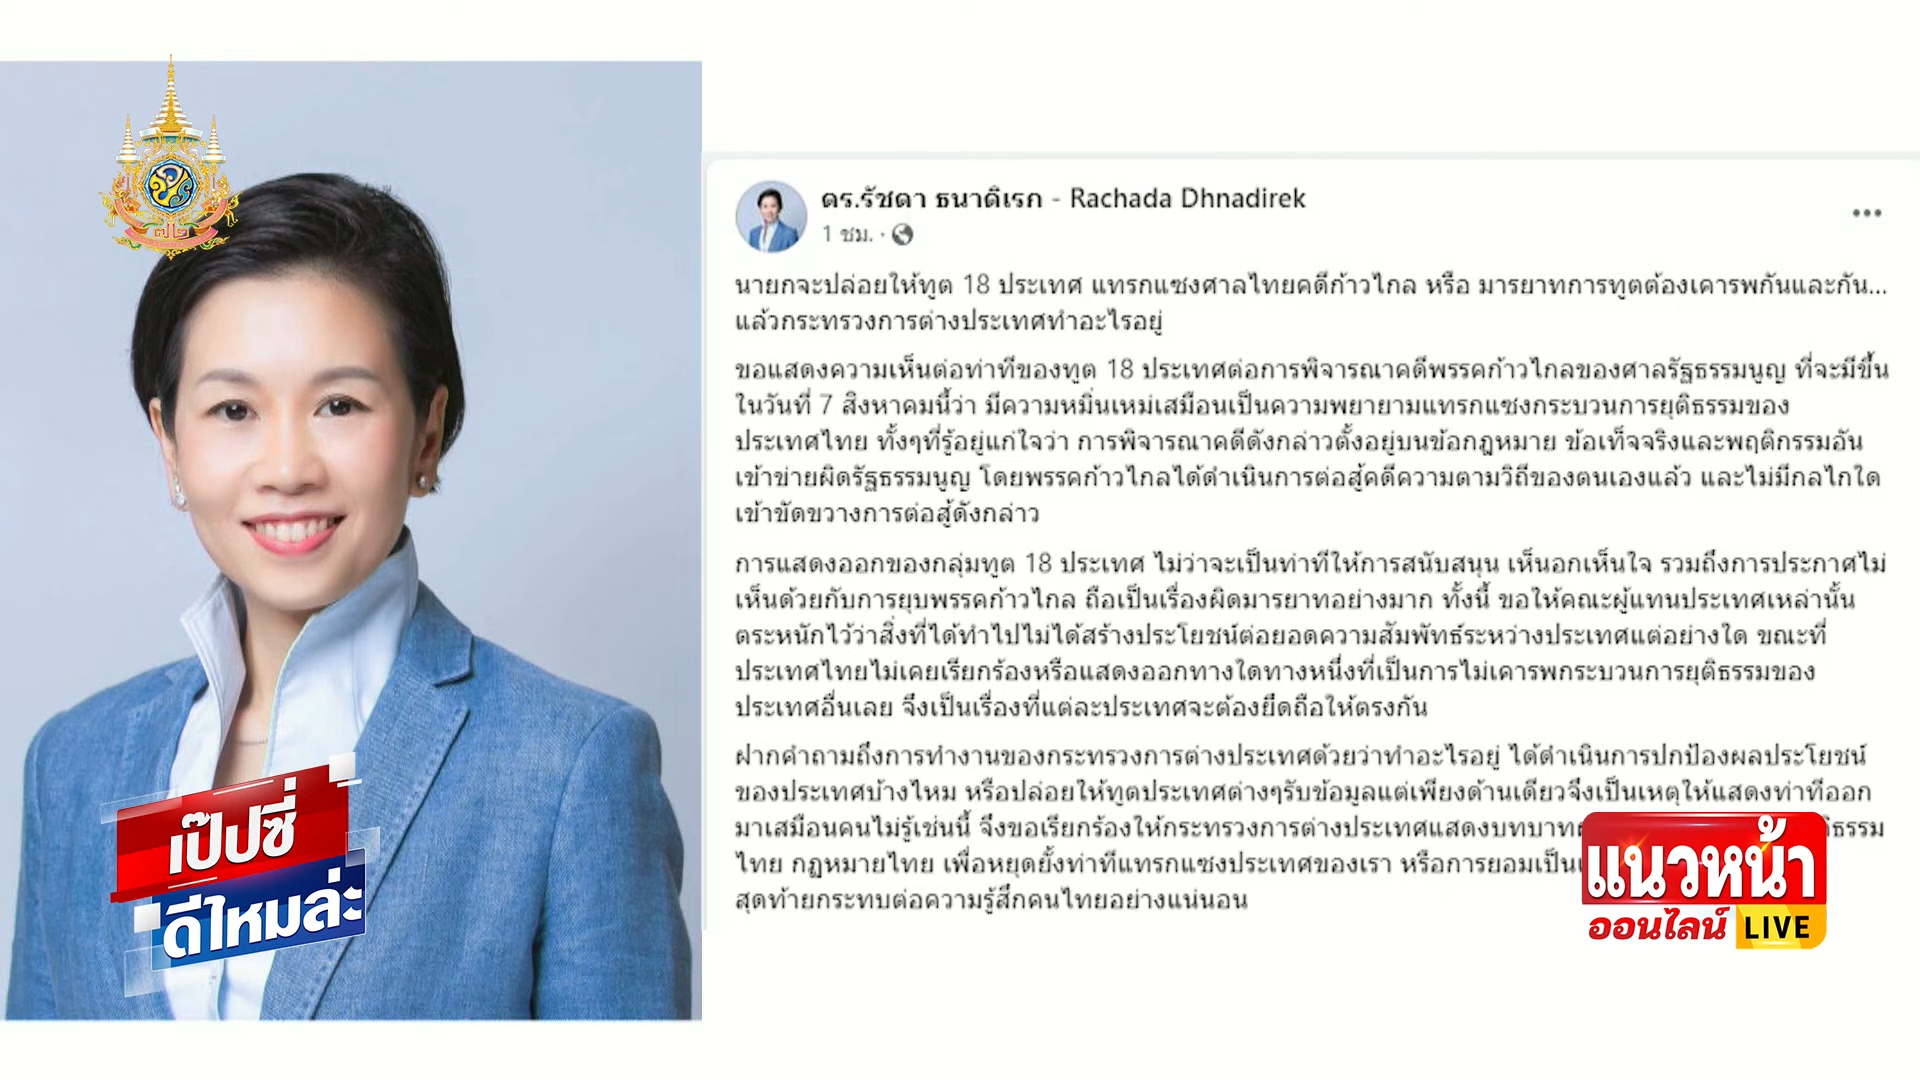 ๗๒
ดร.รัชดา ธนาดิเรก - Rachada Dhnadirek
1 ชม.
นายกจะปล่อยให้ทูต 18 ประเทศ แทรกแซงศาลไทยคดีก้าวไกล หรือ มารยาทการทูตต้องเคารพกันและกัน...
แล้วกระทรวงการต่างประเทศทำอะไรอยู่
ขอแสดงความเห็นต่อท่าทีของทูต 18 ประเทศต่อการพิจารณาคดีพรรคก้าวไกลของศาลรัฐธรรมนูญ ที่จะมีขึ้น
ในวันที่ 7 สิงหาคมนี้ว่า มีความหมิ่นเหม่เสมือนเป็นความพยายามแทรกแซงกระบวนการยุติธรรมของ
ประเทศไทย ทั้งๆที่รู้อยู่แก่ใจว่า การพิจารณาคดีดังกล่าวตั้งอยู่บนข้อกฎหมาย ข้อเท็จจริงและพฤติกรรมอัน
เข้าข่ายผิดรัฐธรรมนูญ โดยพรรคก้าวไกลได้ดำเนินการต่อสู้คดีความตามวิถีของตนเองแล้ว และไม่มีกลไกใด
เข้าขัดขวางการต่อสู้ดังกล่าว
การแสดงออกของกลุ่มทูต 18 ประเทศ ไม่ว่าจะเป็นท่าทีให้การสนับสนุน เห็นอกเห็นใจ รวมถึงการประกาศไม่
เห็นด้วยกับการยุบพรรคก้าวไกล ถือเป็นเรื่องผิดมารยาทอย่างมาก ทั้งนี้ ขอให้คณะผู้แทนประเทศเหล่านั้น
ตระหนักไว้ว่าสิ่งที่ได้ทำไปไม่ได้สร้างประโยชน์ต่อยอดความสัมพัทธ์ระหว่างประเทศแต่อย่างใด ขณะที่
ประเทศไทยไม่เคยเรียกร้องหรือแสดงออกทางใดทางหนึ่งที่เป็นการไม่เคารพกระบวนการยุติธรรมของ
ประเทศอื่นเลย จึงเป็นเรื่องที่แต่ละประเทศจะต้องยึดถือให้ตรงกัน
ฝากคำถามถึงการทำงานของกระทรวงการต่างประเทศด้วยว่าทำอะไรอยู่ ได้ดำเนินการปกป้องผลประโยชน์
ของประเทศบ้างไหม หรือปล่อยให้ทูตประเทศต่างๆรับข้อมูลแต่เพียงด้านเดียวจึงเป็นเหตุให้แสดงท่าทีออก
มาเสมือนคนไม่รู้เช่นนี้ จึงขอเรียกร้องให้กระทรวงการต่างประเทศแสดงบทบาท ติธรรม
ไทย กฎหมายไทย เพื่อหยุดยั้งท่าทีแทรกแซงประเทศของเรา หรือการยอมเป็น
สุดท้ายกระทบต่อความรู้สึกคนไทยอย่างแน่นอน
เป๊ปซี่
ดีไหมล่ะ
แนวหน้า
ออนไลน์ LIVE